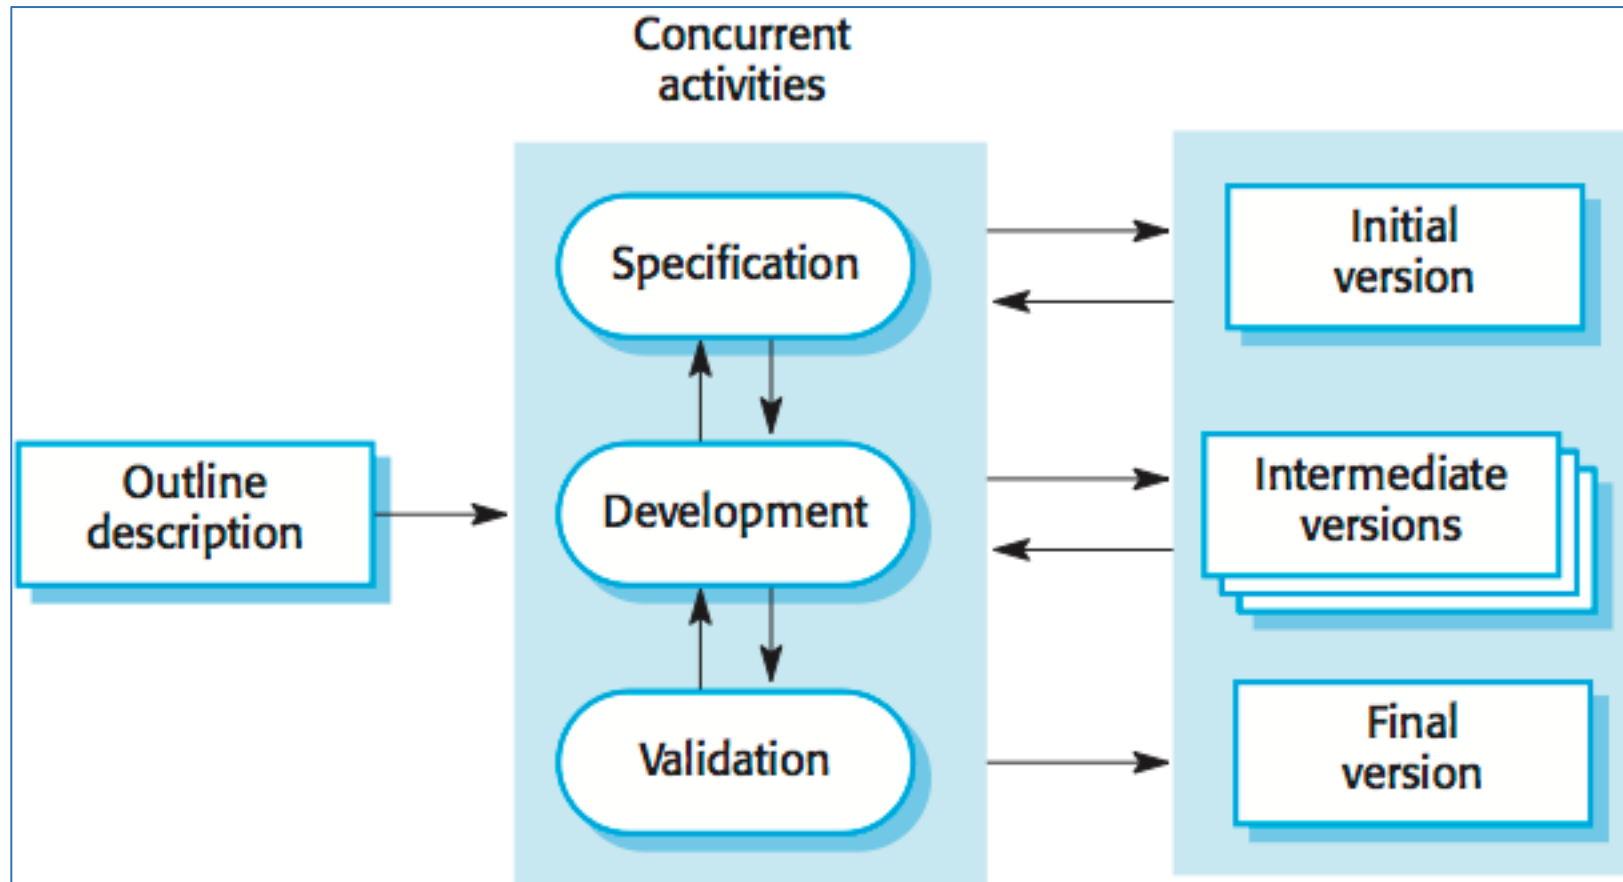 Concurrent
activities
Specification
Initial
version
Outline
description
Development
Intermediate
versions
Validation
Final
version